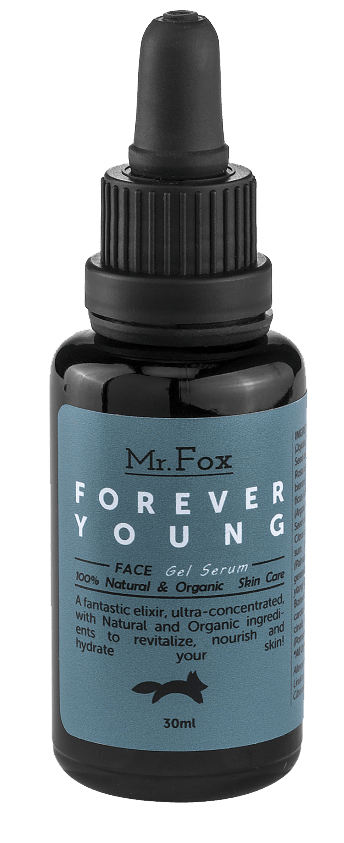 Mr. Fox
FOREVER
YOUNG
FACE Gel Serum
100% Natural & Organic Skin Care
A fantastic elixir, ultra-concentrated,
with Natural and Organic ingredi-
ents to revitalize, nourish and
hydrate your skin!
30ml